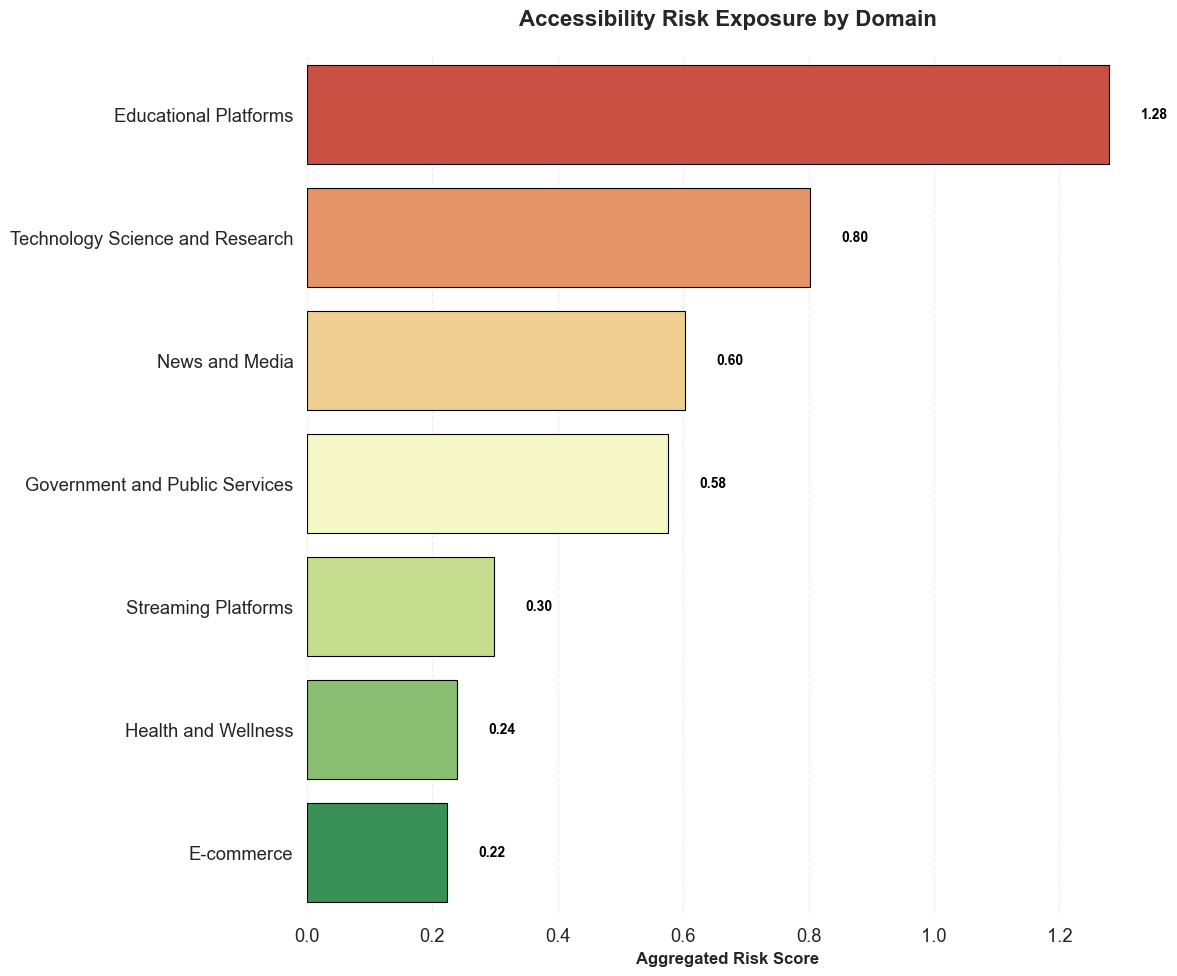 Accessibility Risk Exposure by Domain
Educational Platforms
1.28
Technology Science and Research
0.80
News and Media
0.60
Government and Public Services
0.58
Streaming Platforms
0.30
Health and Wellness
0.24
E-commerce
0.22
0.0 0.2 0.4 0.6 0.8 1.0 1.2
Aggregated Risk Score